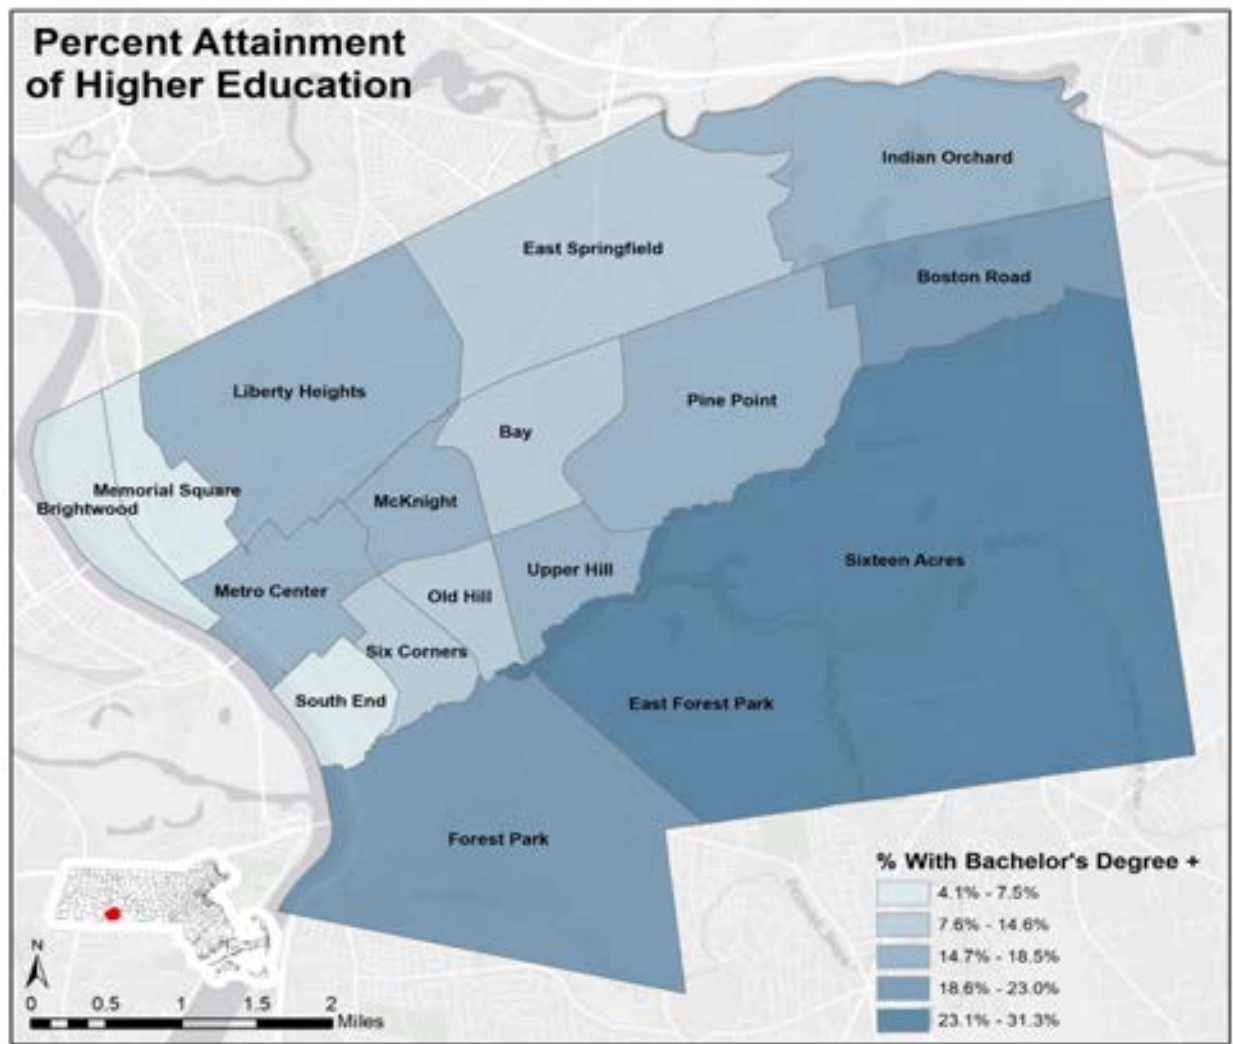 Percent Attainment
of Higher Education
Indian Orchard
East Springfield
Boston Road
Liberty Heights
Pine Point
Bay
Memorial Square
McKnight
Brightwood
Sixteen Acres
Upper Hill
Metro Center
Old Hill
Six Corners
South End
East Forest Park
Forest Park
% With Bachelor's Degree +
4.1% - 7.5%
7.6% - 14.6%
14.7% - 18.5%
18.6% - 23.0%
23.1% - 31.3%
N
0 0.5 1 1.5 2
Miles